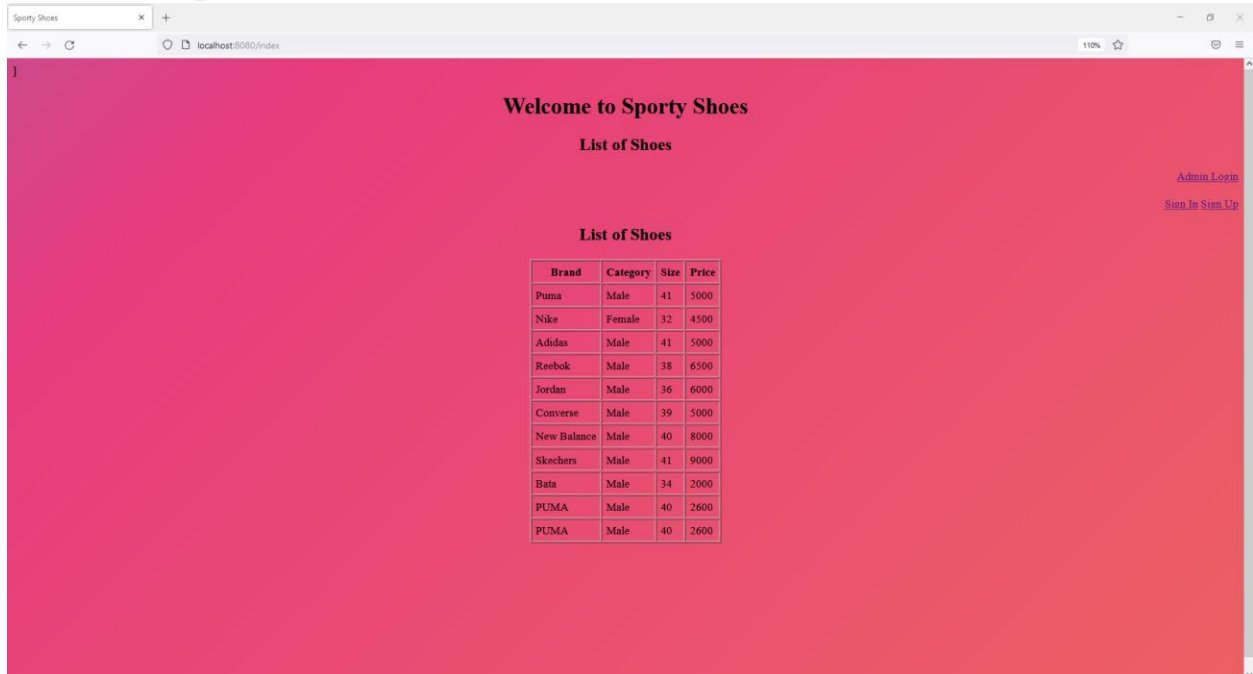 Sporty Shoes
localhost:8080/index
110%
]
Welcome to Sporty Shoes
List of Shoes
Admin Login
Sign In Sign Up
List of Shoes
Brand Category Size Price
Puma Male 41 5000
Nike Female 32 4500
Adidas Male 41 5000
Reebok Male 38 6500
Jordan Male 36 6000
Converse Male 39 5000
New Balance Male 40 8000
Skechers Male 41 9000
Bata Male 34 2000
PUMA Male 40 2600
PUMA Male 40 2600